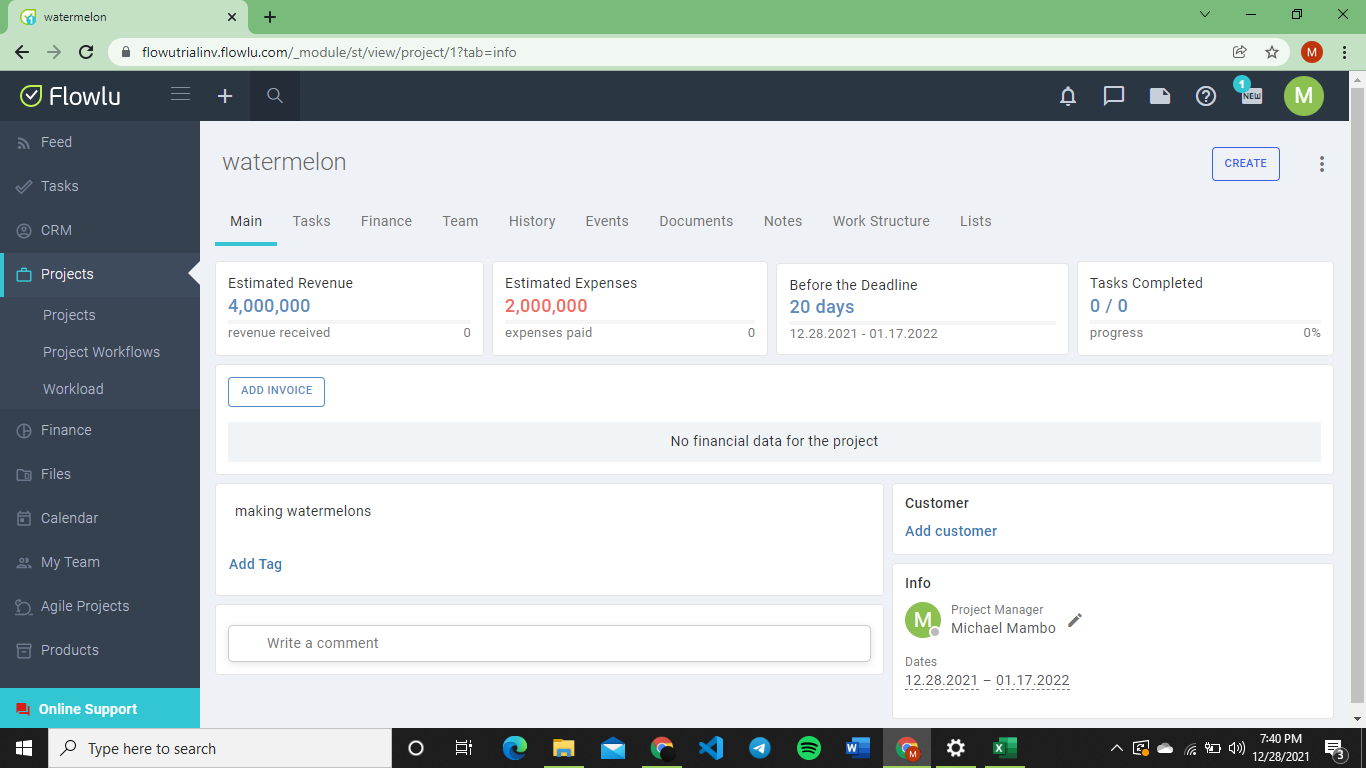 watermelon
flowutrialinv.flowlu.com/_module/st/view/project/1?tab=info
M
Flowlu
1
NEW
M
Feed
Tasks
CRM
Projects
Projects
Project Workflows
Workload
Finance
Files
Calendar
My Team
Agile Projects
Products
Online Support
watermelon
CREATE
Main Tasks Finance Team History Events Documents Notes Work Structure Lists
Estimated Revenue
4,000,000
revenue received 0
Estimated Expenses
2,000,000
expenses paid 0
Before the Deadline
20 days
12.28.2021 - 01.17.2022
Tasks Completed
0 / 0
progress 0%
ADD INVOICE
No financial data for the project
making watermelons
Add Tag
Write a comment
Customer
Add customer
Info
M
Project Manager
Michael Mambo
Dates
12.28.2021 – 01.17.2022
Type here to search
7:40 PM
12/28/2021
3